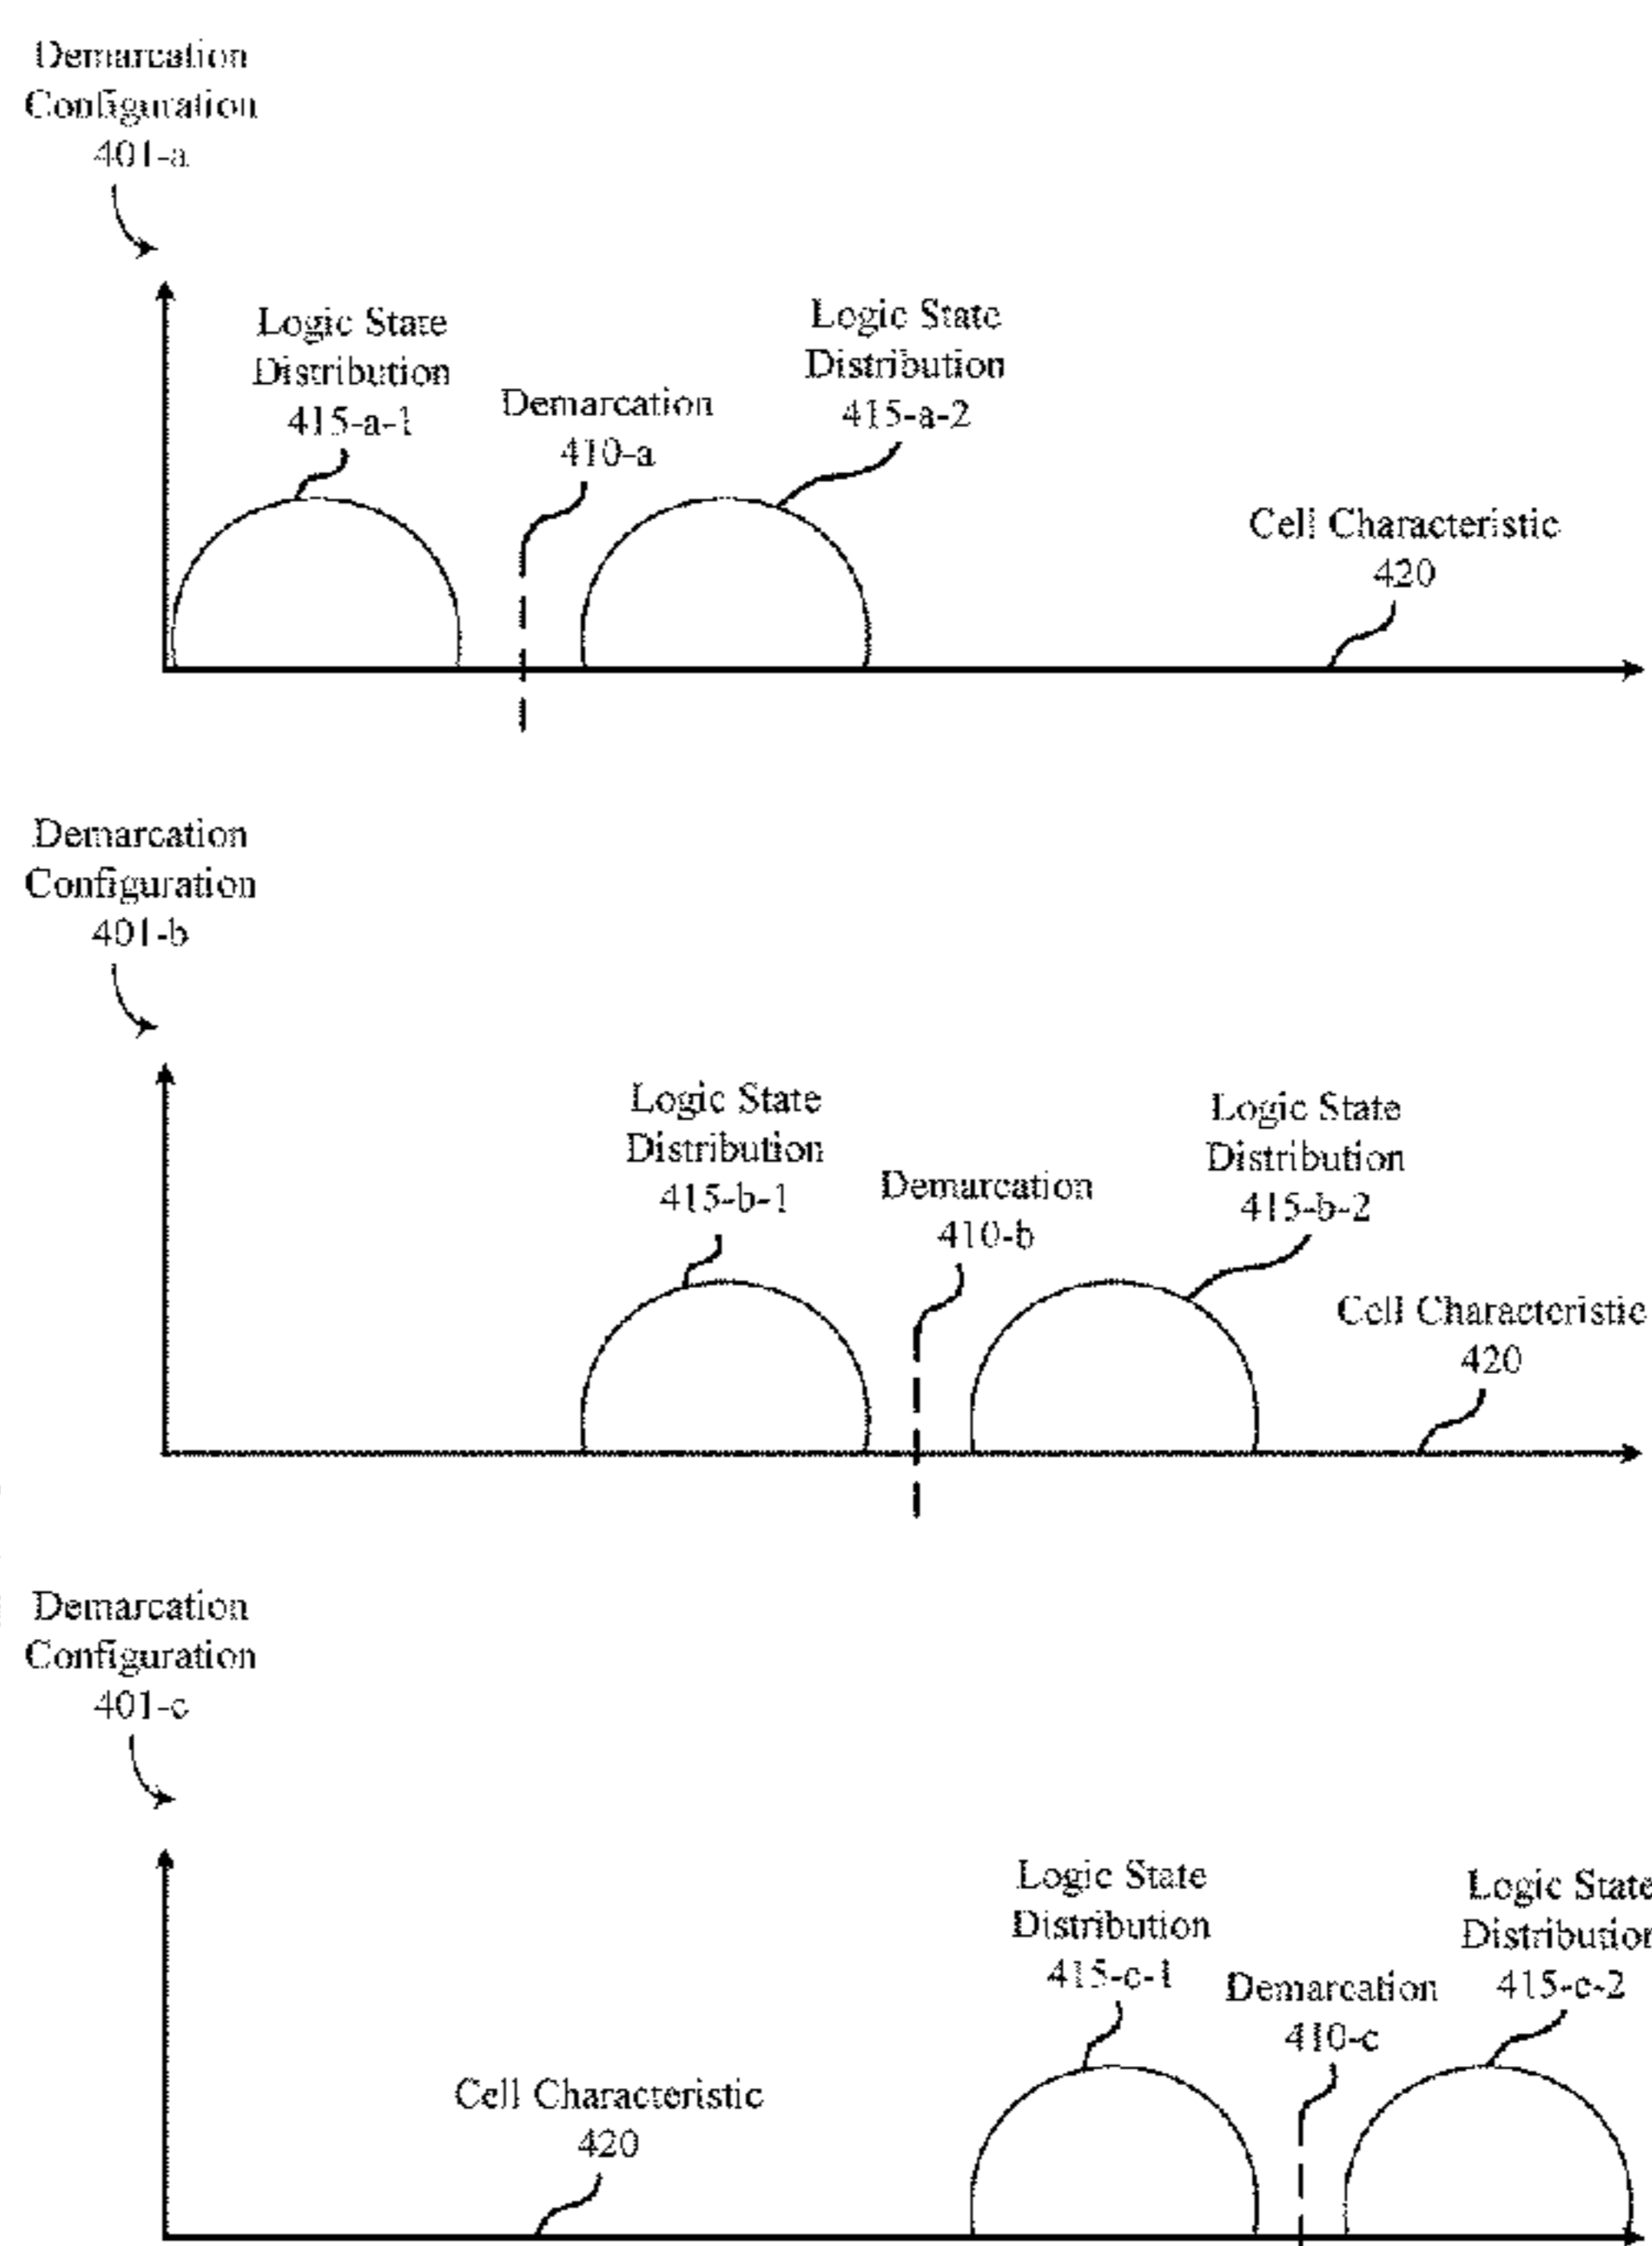 Demarcation
Configuration
401-a
Logic State
Distribution
415-a-1
Demarcation
410-a
Logic State
Distribution
415-a-2
Cell Characteristic
420
Demarcation
Configuration
401-b
Logic State
Distribution
415-b-1
Demarcation
410-b
Logic State
Distribution
415-b-2
Cell Characteristic
420
Demarcation
Configuration
401-c
Cell Characteristic
420
Logic State
Distribution
415-c-1
Demarcation
410-c
Logic State
Distribution
415-c-2